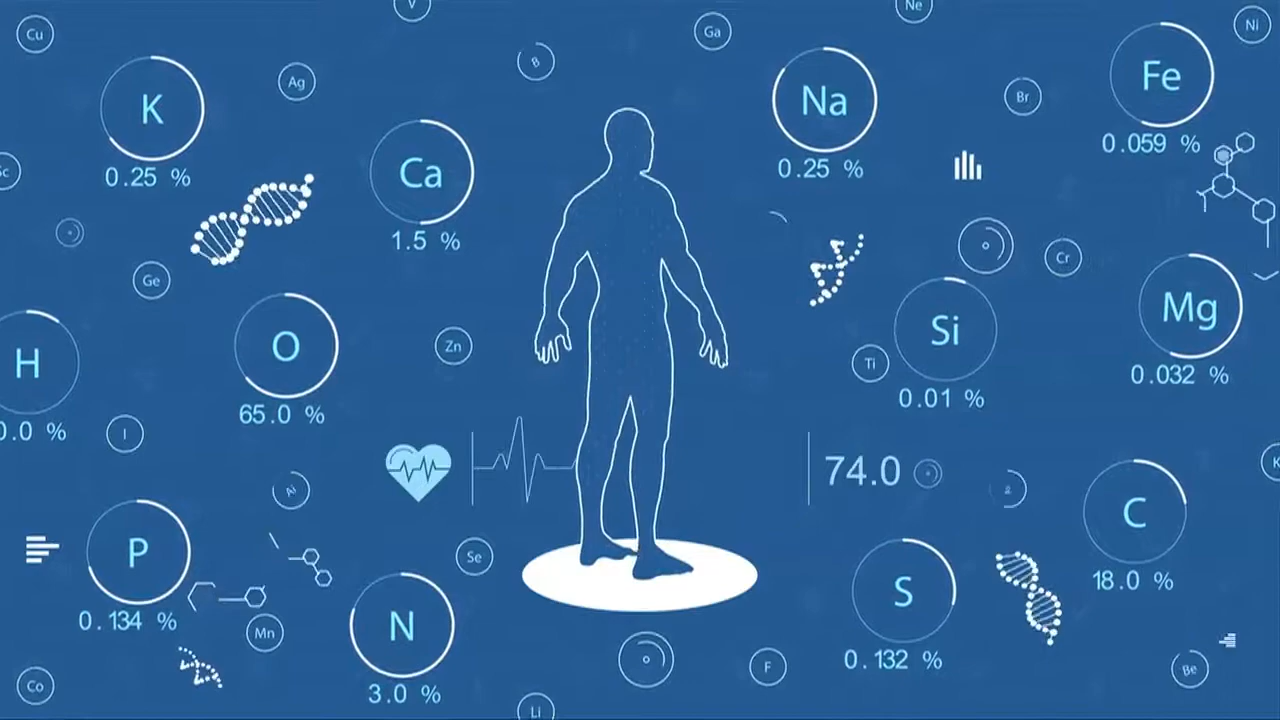 Cu
V
Ne
Ni
Ga
B
Ag
K
0.25 %
Ca
1.5 %
Na
0.25 %
Br
Fe
0.059 %
Sc
Ge
Cr
H
0.0 %
O
65.0 %
Zn
Ti
Si
0.01 %
Mg
0.032 %
I
74.0
C
18.0 %
P
0.134 %
Mn
N
3.0 %
Se
S
0.132 %
F
Be
Co
Li
K